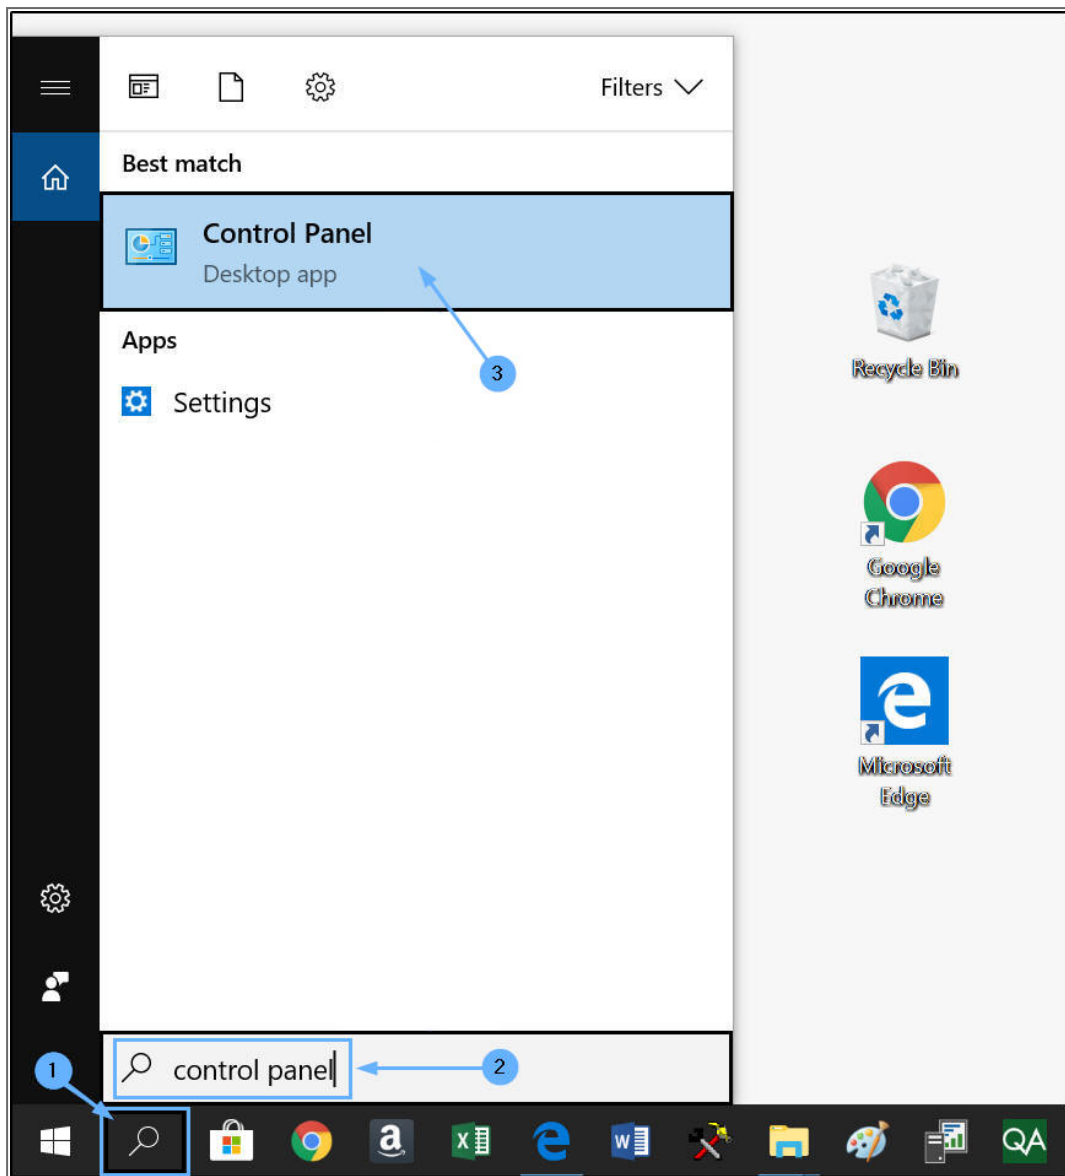 Filters
Best match
Control Panel
Desktop app
Apps
3
Settings
Recycle Bin
Google
Chrome
Microsoft
Edge
control panel
2
1
a
X
W
QA